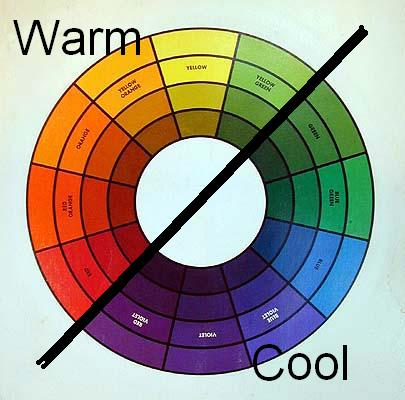 Warm
YELLOW
YELLOW
GREEN
GREEN
BLUE
GREEN
BLUE
BLUE
VIOLET
VIOLET
RED
VIOLET
RED
RED
ORANGE
ORANGE
YELLOW
ORANGE
Cool